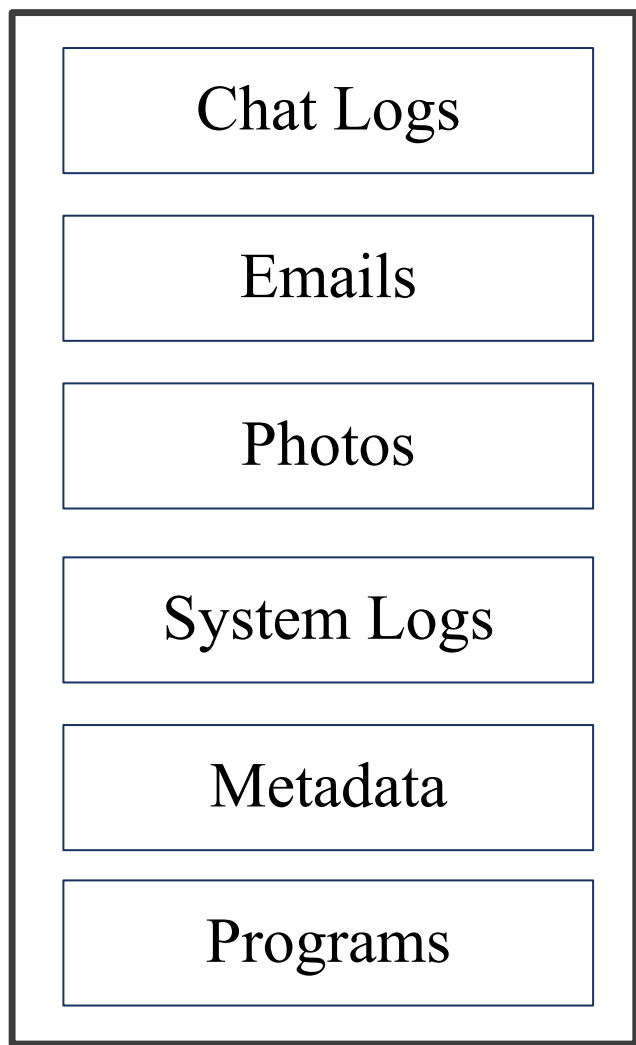 Chat Logs
Emails
Photos
System Logs
Metadata
Programs